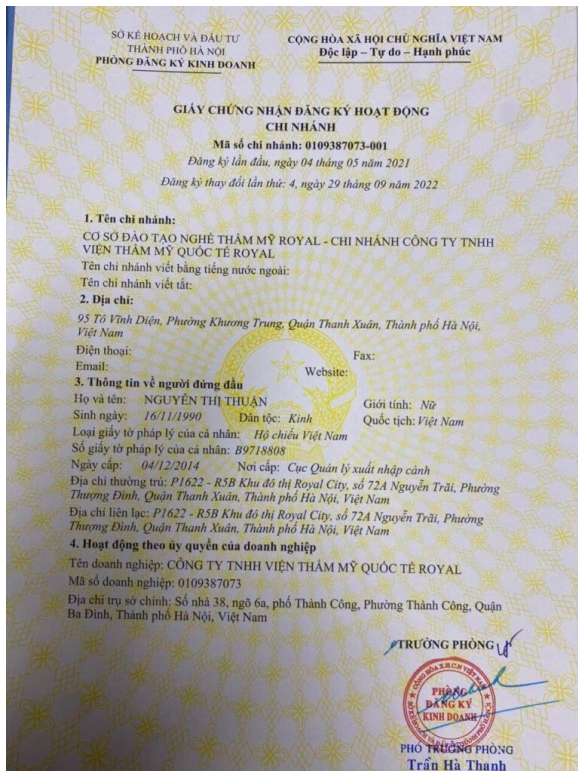 SỞ KẾ HOẠCH VÀ ĐẦU TƯ
THÀNH PHỐ HÀ NỘI
PHÒNG ĐĂNG KÝ KINH DOANH
CỘNG HÒA XÃ HỘI CHỦ NGHĨA VIỆT NAM
Độc lập – Tự do – Hạnh phúc
GIẤY CHỨNG NHẬN ĐĂNG KÝ HOẠT ĐỘNG
CHI NHÁNH
Mã số chi nhánh: 0109387073-001
Đăng ký lần đầu, ngày 04 tháng 05 năm 2021
Đăng ký thay đổi lần thứ: 4, ngày 29 tháng 09 năm 2022
1. Tên chi nhánh:
CƠ SỞ ĐÀO TẠO NGHỀ THẨM MỸ ROYAL - CHI NHÁNH CÔNG TY TNHH
VIỆN THẨM MỸ QUỐC TẾ ROYAL
Tên chi nhánh viết bằng tiếng nước ngoài:
Tên chi nhánh viết tắt:
2. Địa chỉ:
95 Tô Vĩnh Diện, Phường Khương Trung, Quận Thanh Xuân, Thành phố Hà Nội,
Việt Nam
Điện thoại: Fax:
Email: Website:
3. Thông tin về người đứng đầu
Họ và tên: NGUYỄN THỊ THUẬN Giới tính: Nữ
Sinh ngày: 16/11/1990 Dân tộc: Kinh Quốc tịch: Việt Nam
Loại giấy tờ pháp lý của cá nhân: Hộ chiếu Việt Nam
Số giấy tờ pháp lý của cá nhân: B9718808
Ngày cấp: 04/12/2014 Nơi cấp: Cục Quản lý xuất nhập cảnh
Địa chỉ thường trú: P1622 - R5B Khu đô thị Royal City, số 72A Nguyễn Trãi, Phường
Thượng Đình, Quận Thanh Xuân, Thành phố Hà Nội, Việt Nam
Địa chỉ liên lạc: P1622 - R5B Khu đô thị Royal City, số 72A Nguyễn Trãi, Phường
Thượng Đình, Quận Thanh Xuân, Thành phố Hà Nội, Việt Nam
4. Hoạt động theo ủy quyền của doanh nghiệp
Tên doanh nghiệp: CÔNG TY TNHH VIỆN THẨM MỸ QUỐC TẾ ROYAL
Mã số doanh nghiệp: 0109387073
Địa chỉ trụ sở chính: Số nhà 38, ngõ 6a, phố Thành Công, Phường Thành Công, Quận
Ba Đình, Thành phố Hà Nội, Việt Nam
TRƯỞNG PHÒNG
PHÒNG
ĐĂNG KÝ
KINH DOANH
PHÓ TRƯỞNG PHÒNG
Trần Hà Thanh